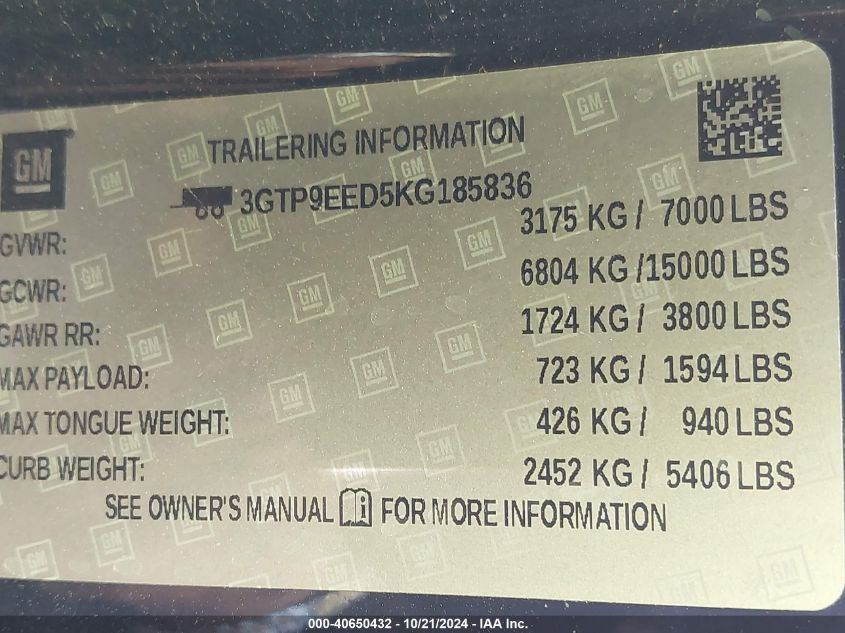 GM
TRAILERING INFORMATION
3GTP9EED5KG185836
GVWR: 3175 KG / 7000 LBS
GCWR: 6804 KG /15000 LBS
GAWR RR: 1724 KG / 3800 LBS
MAX PAYLOAD: 723 KG / 1594 LBS
MAX TONGUE WEIGHT: 426 KG / 940 LBS
CURB WEIGHT: 2452 KG / 5406 LBS
SEE OWNER'S MANUAL i FOR MORE INFORMATION
000-40650432 - 10/21/2024 - IAA Inc.